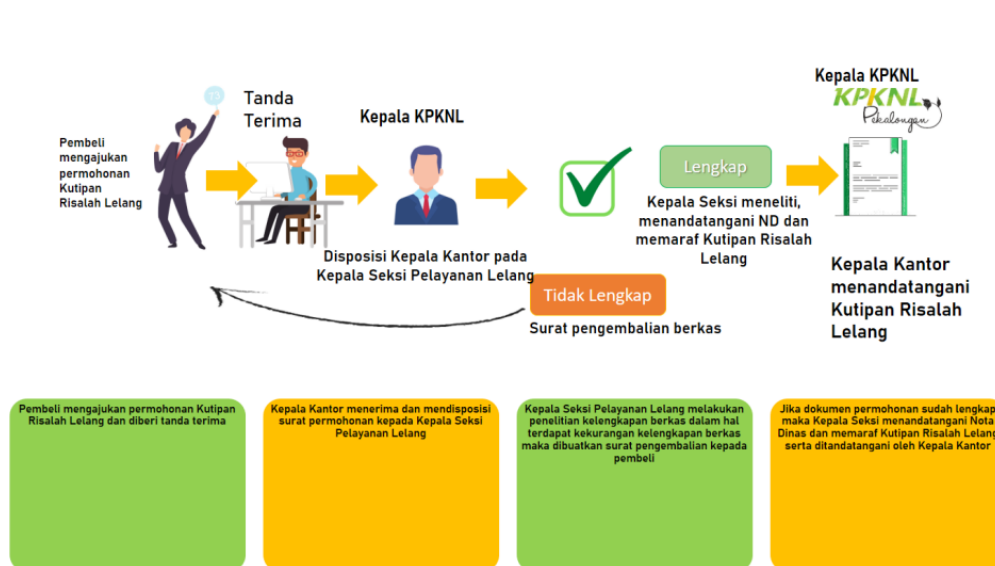 Pembeli
mengajukan
permohonan
Kutipan
Risalah Lelang
Tanda
Terima
Kepala KPKNL
Disposisi Kepala Kantor pada
Kepala Seksi Pelayanan Lelang
Lengkap
Kepala Seksi meneliti,
menandatangani ND dan
memaraf Kutipan Risalah
Lelang
Tidak Lengkap
Surat pengembalian berkas
Kepala KPKNL
KPKNL
Pekalongan
Kepala Kantor
menandatangani
Kutipan Risalah
Lelang
Pembeli mengajukan permohonan Kutipan
Risalah Lelang dan diberi tanda terima
Kepala Kantor menerima dan mendisposisi
surat permohonan kepada Kepala Seksi
Pelayanan Lelang
Kepala Seksi Pelayanan Lelang melakukan
penelitian kelengkapan berkas dalam hal
terdapat kekurangan kelengkapan berkas
maka dibuatkan surat pengembalian kepada
pembeli
Jika dokumen permohonan sudah lengkap
maka Kepala Seksi menandatangani Nota
Dinas dan memaraf Kutipan Risalah Lelang
serta ditandatangani oleh Kepala Kantor